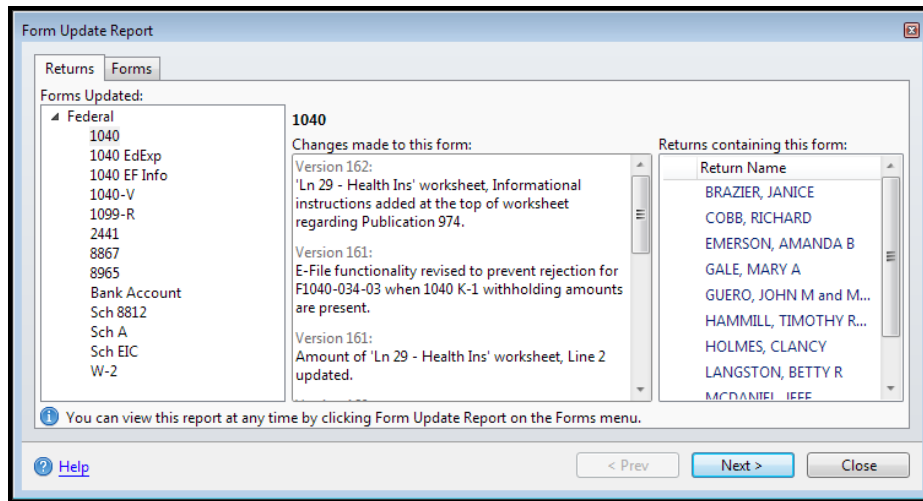 Form Update Report
Returns
Forms
Forms Updated:
Federal
1040
1040 EdExp
1040 EF Info
1040-V
1099-R
2441
8867
8965
Bank Account
Sch 8812
Sch A
Sch EIC
W-2
1040
Changes made to this form:
Version 162:
'Ln 29 - Health Ins' worksheet, Informational
instructions added at the top of worksheet
regarding Publication 974.
Version 161:
E-File functionality revised to prevent rejection for
F1040-034-03 when 1040 K-1 withholding amounts
are present.
Version 161:
Amount of 'Ln 29 - Health Ins' worksheet, Line 2
updated.
Returns containing this form:
Return Name
BRAZIER, JANICE
COBB, RICHARD
EMERSON, AMANDA B
GALE, MARY A
GUERO, JOHN M and M...
HAMMILL, TIMOTHY R...
HOLMES, CLANCY
LANGSTON, BETTY R
MCDANIEL, JEFF
You can view this report at any time by clicking Form Update Report on the Forms menu.
Help
< Prev
Next >
Close